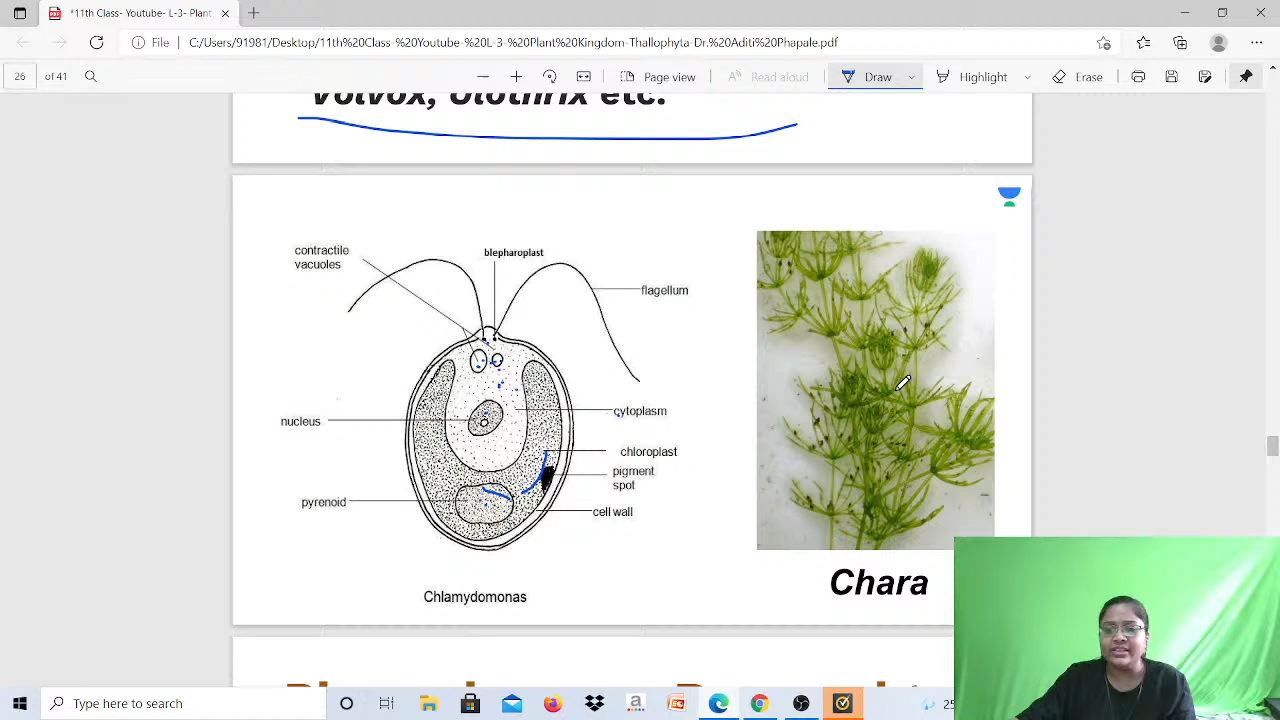 *11th Class- Youtube- L-3- Plant
File
C:/Users/91981/Desktop/11th%20Class-%20Youtube-%20L-3-%20Plant%20Kingdom-Thallophyta-Dr.%20Aditi%20Phapale.pdf
26 of 41
Page view
Read aloud
Draw
Highlight
Erase
Volvox, Ulothrix etc.
contractile
vacuoles
blepharoplast
flagellum
nucleus
cytoplasm
chloroplast
pigment
spot
pyrenoid
cell wall
Chlamydomonas
Chara
Type here to search